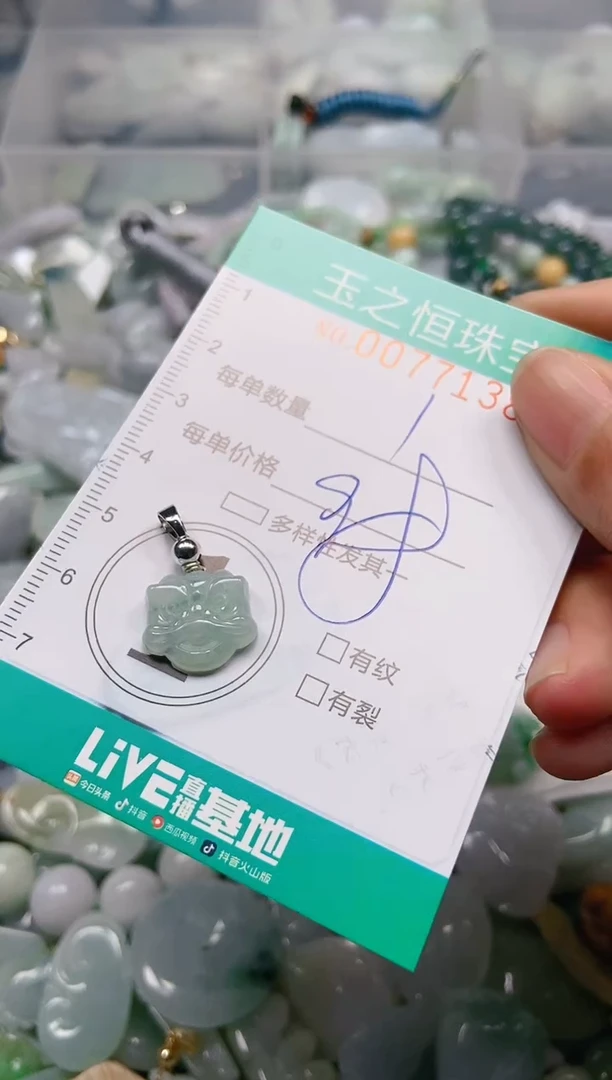 玉之恒珠宝
NO.0077138
每单数量 1
每单价格
多样性发其一
有纹
有裂
1
2
3
4
5
6
7
LiVE直播基地
今日头条 抖音 西瓜视频 抖音火山版